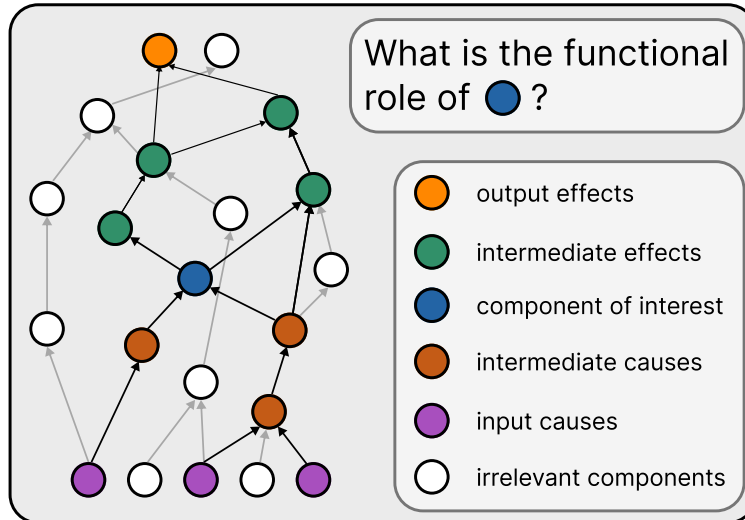 What is the functional
role of ?
output effects
intermediate effects
component of interest
intermediate causes
input causes
irrelevant components